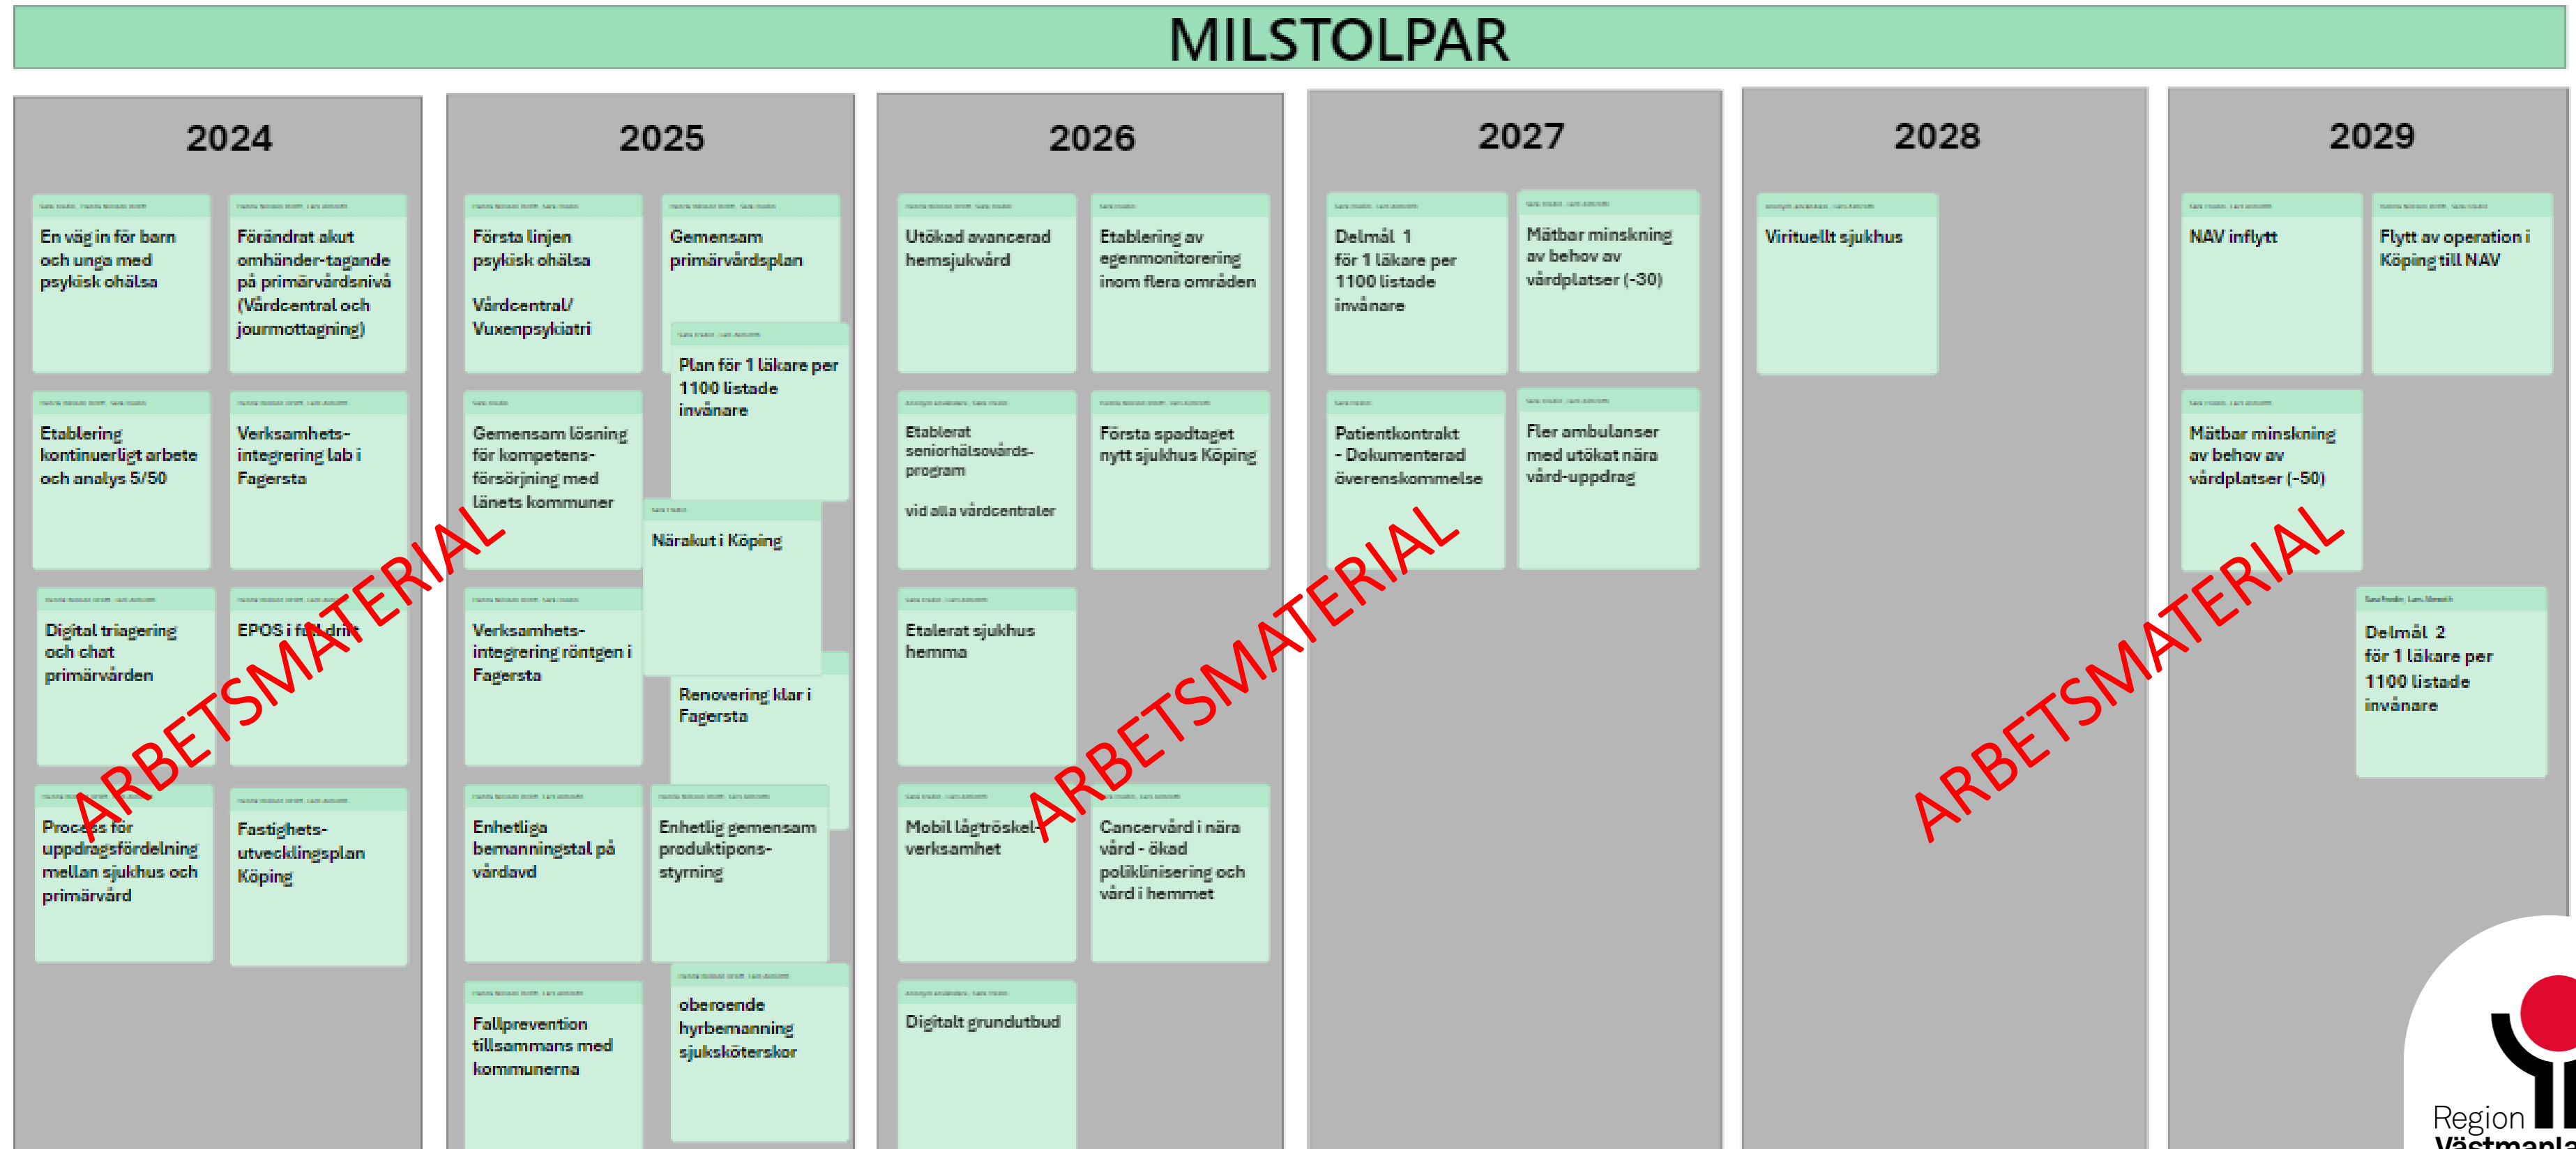 MILSTOLPAR
2024
En väg in för barn
och unga med
psykisk ohälsa
Förändrat akut
omhänder-tagande
på primärvårdsnivå
(Vårdcentral och
jourmottagning)
Etablering
kontinuerligt arbete
och analys 5/50
Verksamhets-
integrering lab i
Fagersta
Digital triagering
och chat
primärvården
EPOS i full drift
Process för
uppdragsfördelning
mellan sjukhus och
primärvård
Fastighets-
utvecklingsplan
Köping
ARBETSMATERIAL
2025
Första linjen
psykisk ohälsa
Vårdcentral/
Vuxenpsykiatri
Gemensam
primärvårdsplan
Plan för 1 läkare per
1100 listade
invånare
Gemensam lösning
för kompetens-
försörjning med
länets kommuner
Närakut i Köping
Verksamhets-
integrering röntgen i
Fagersta
Renovering klar i
Fagersta
Enhetliga
bemanningstal på
vårdavd
Enhetlig gemensam
produktipons-
styrning
Fallprevention
tillsammans med
kommunerna
oberoende
hyrbemanning
sjuksköterskor
2026
Utökad avancerad
hemsjukvård
Etablering av
egenmonitorering
inom flera områden
Etablerat
seniorhälsovårds-
program
vid alla vårdcentraler
Första spadtaget
nytt sjukhus Köping
Etalerat sjukhus
hemma
Mobil lågtröskel-
verksamhet
Cancervård i nära
vård - ökad
poliklinisering och
vård i hemmet
Digitalt grundutbud
ARBETSMATERIAL
2027
Delmål 1
för 1 läkare per
1100 listade
invånare
Mätbar minskning
av behov av
vårdplatser (-30)
Patientkontrakt
- Dokumenterad
överenskommelse
Fler ambulanser
med utökat nära
vård-uppdrag
2028
Virituellt sjukhus
ARBETSMATERIAL
2029
NAV inflytt
Flytt av operation i
Köping till NAV
Mätbar minskning
av behov av
vårdplatser (-50)
Delmål 2
för 1 läkare per
1100 listade
invånare
Region